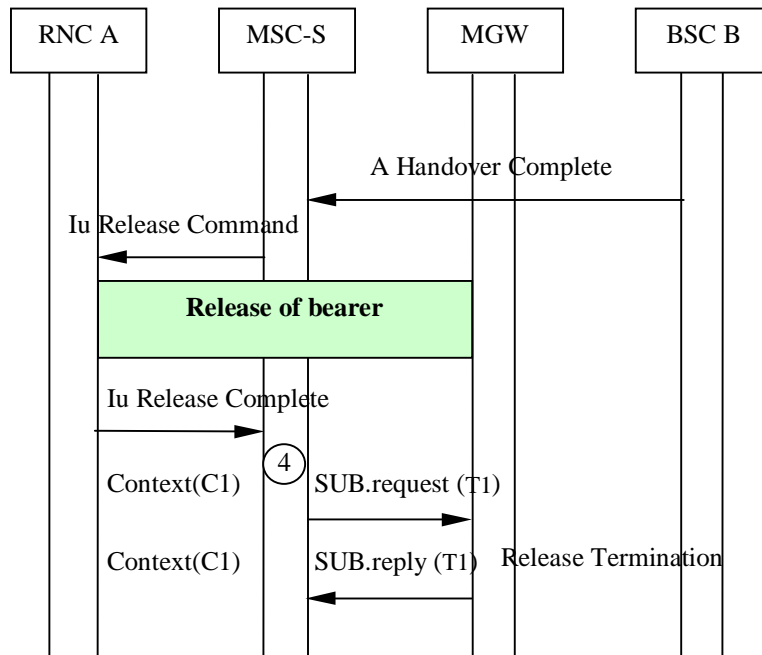 RNC A MSC-S MGW BSC B
A Handover Complete
Iu Release Command
Release of bearer
Iu Release Complete
4
Context(C1) SUB.request (T1)
Context(C1) SUB.reply (T1) Release Termination